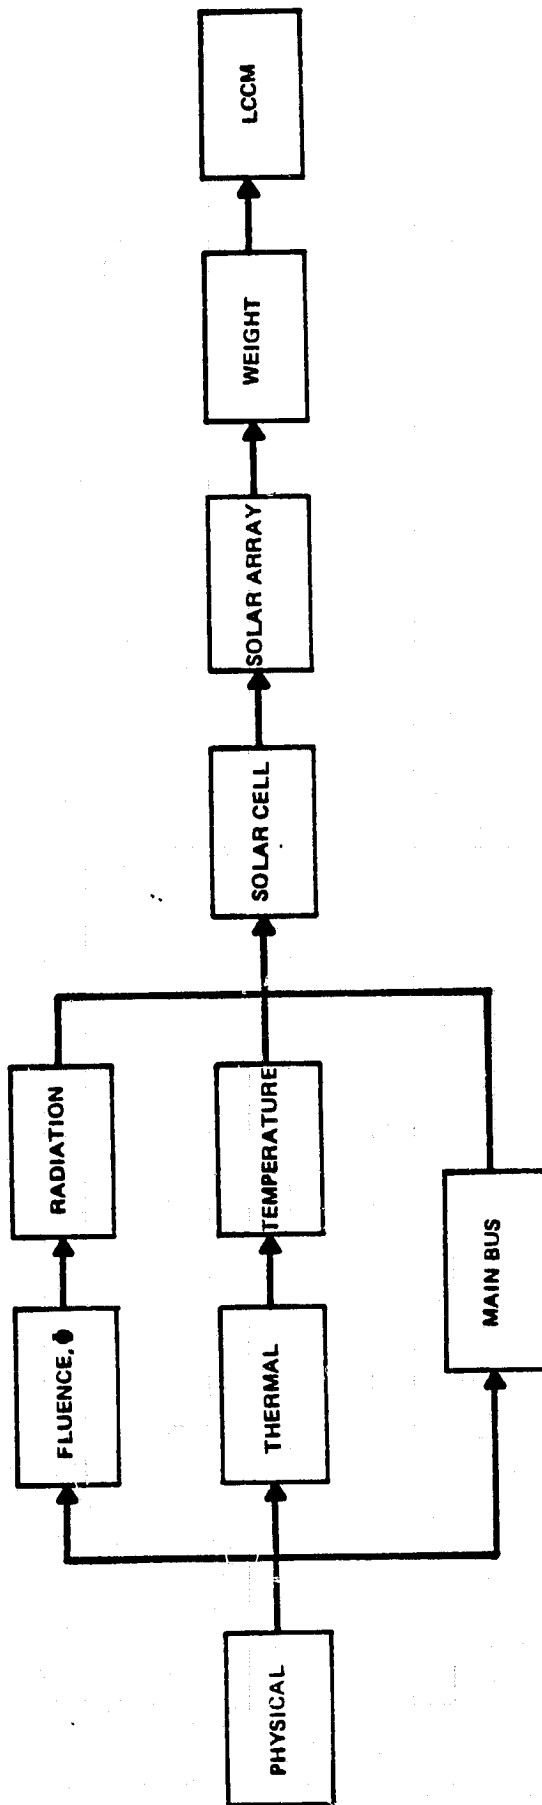 PHYSICAL
FLUENCE, Φ
RADIATION
THERMAL
TEMPERATURE
MAIN BUS
SOLAR CELL
SOLAR ARRAY
WEIGHT
LCCM